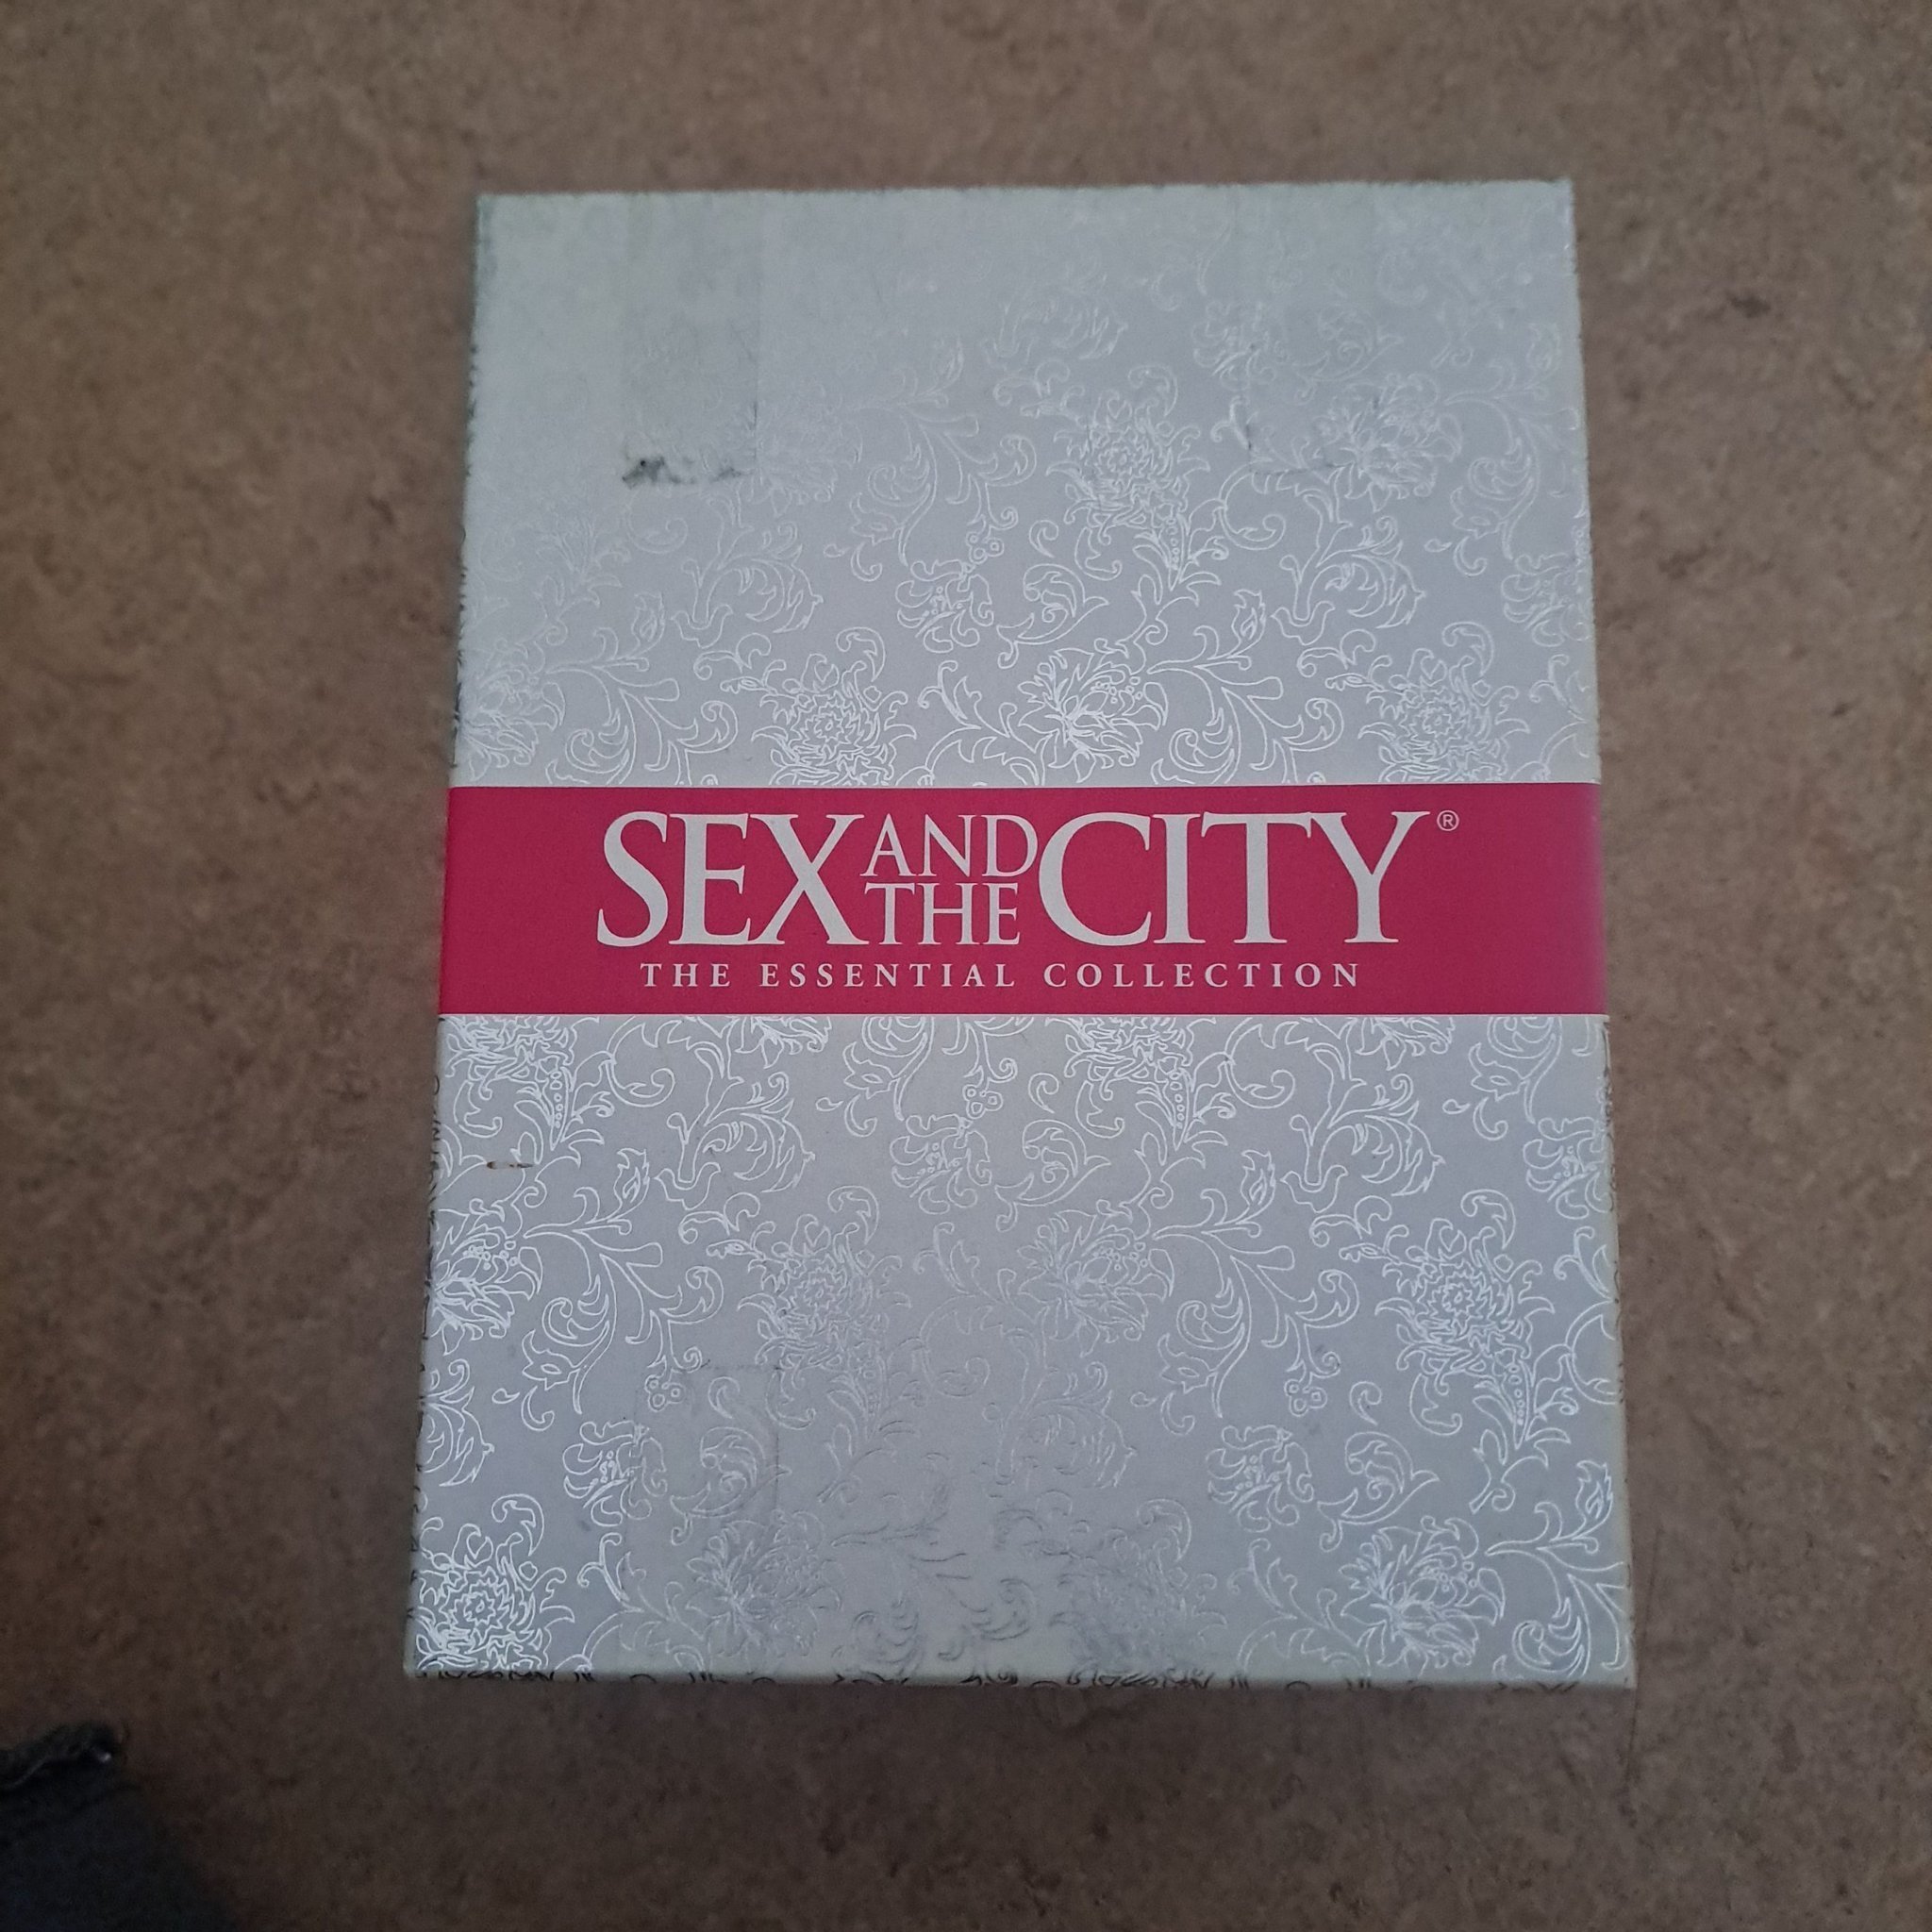 SEX AND THE CITY®
THE ESSENTIAL COLLECTION